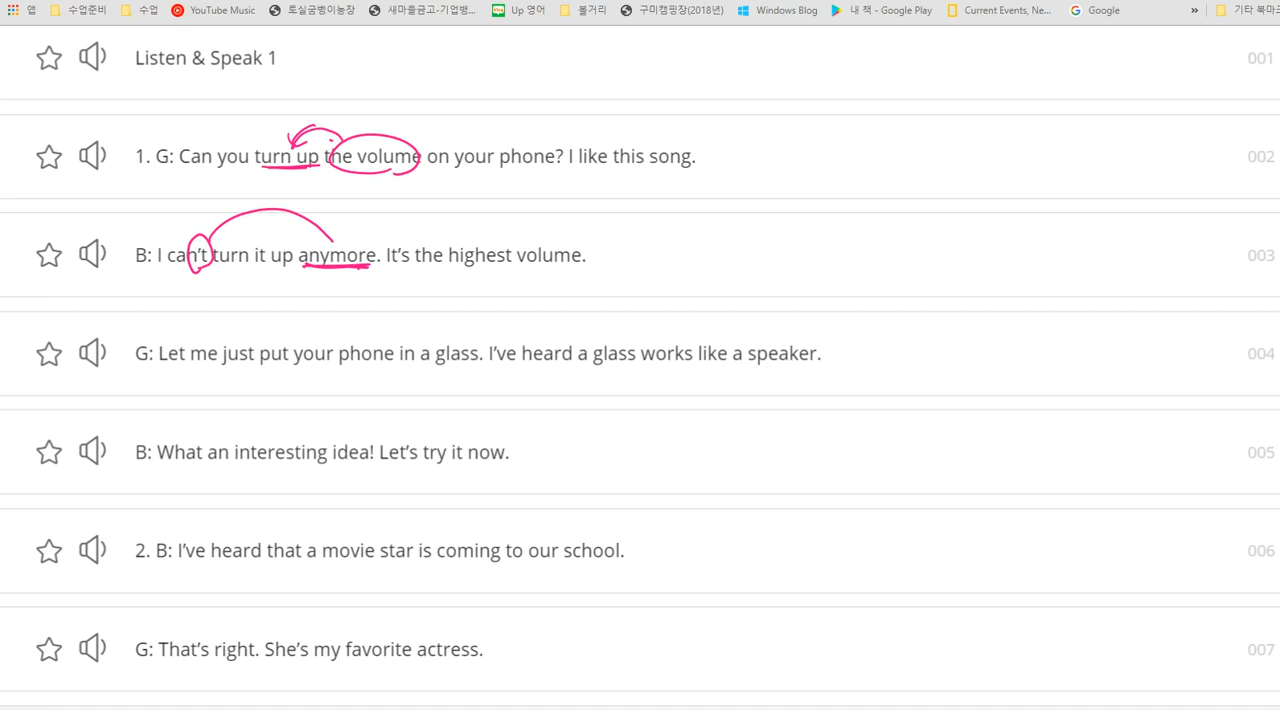 앱 수업준비 수업 YouTube Music 토실금벵이농장 새마을금고-기업뱅... Up 영어 볼거리 구미캠핑장(2018년) Windows Blog 내 책 - Google Play Current Events, Ne... Google » 기타 북마크
Listen & Speak 1 001
1. G: Can you turn up the volume on your phone? I like this song. 002
B: I can't turn it up anymore. It's the highest volume. 003
G: Let me just put your phone in a glass. I've heard a glass works like a speaker. 004
B: What an interesting idea! Let's try it now. 005
2. B: I've heard that a movie star is coming to our school. 006
G: That's right. She's my favorite actress. 007